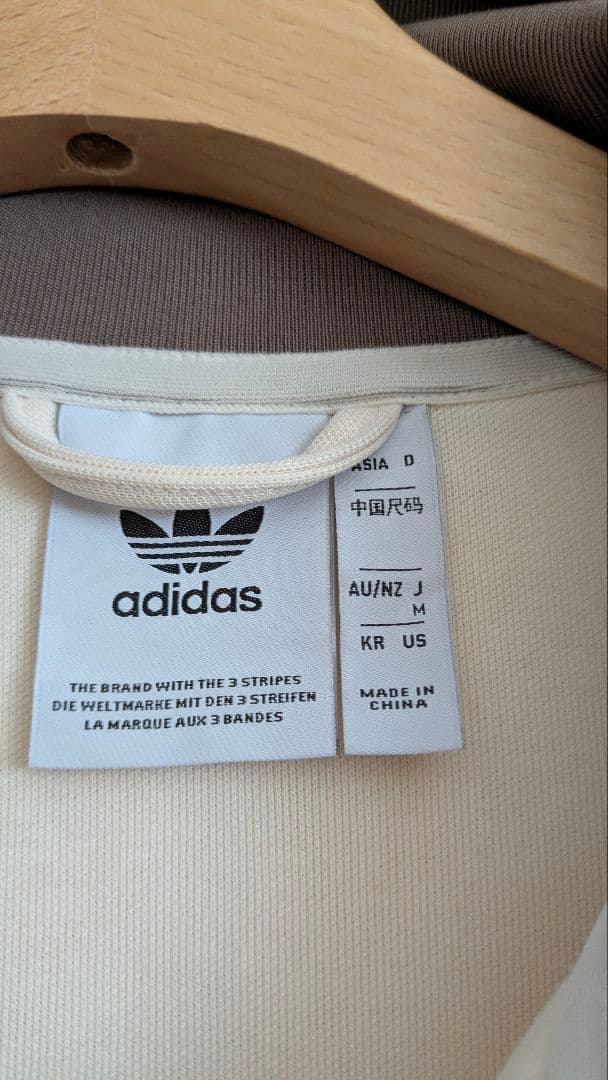 adidas
THE BRAND WITH THE 3 STRIPES
DIE WELTMARKE MIT DEN 3 STREIFEN
LA MARQUE AUX 3 BANDES
ASIA D
中国尺码
AU/NZ J
M
KR US
MADE IN
CHINA